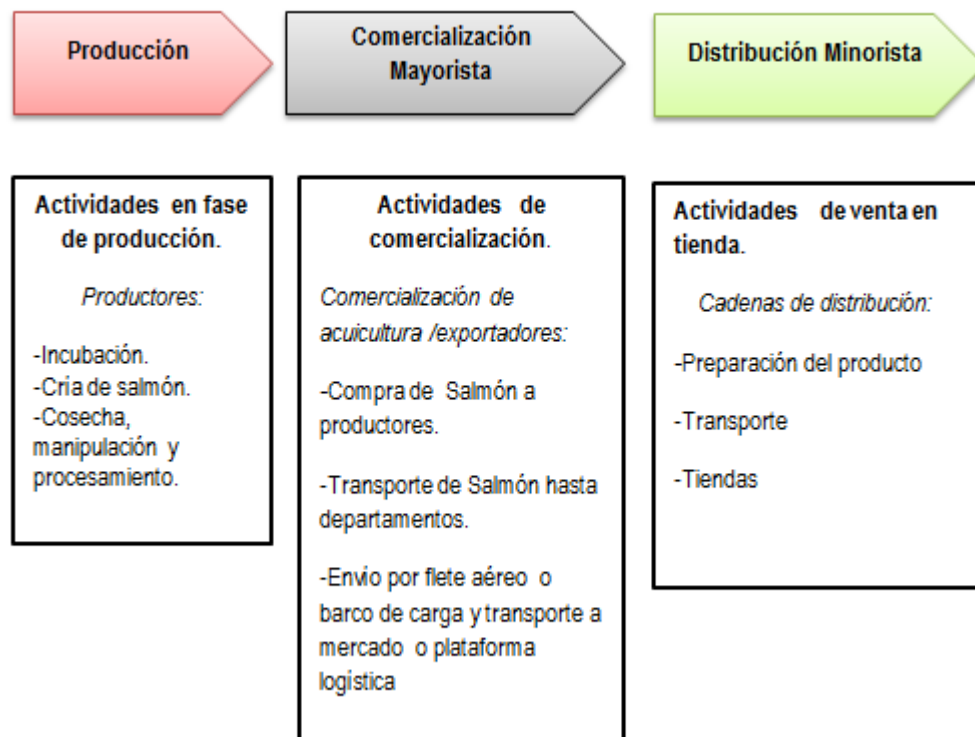 Producción
Comercialización
Mayorista
Distribución Minorista
Actividades en fase
de producción.
Productores:
-Incubación.
-Cría de salmón.
-Cosecha,
manipulación y
procesamiento.
Actividades de
comercialización.
Comercialización de
acuicultura /exportadores:
-Compra de Salmón a
productores.
-Transporte de Salmón hasta
departamentos.
-Envío por flete aéreo o
barco de carga y transporte a
mercado o plataforma
logística
Actividades de venta en
tienda.
Cadenas de distribución:
-Preparación del producto
-Transporte
-Tiendas